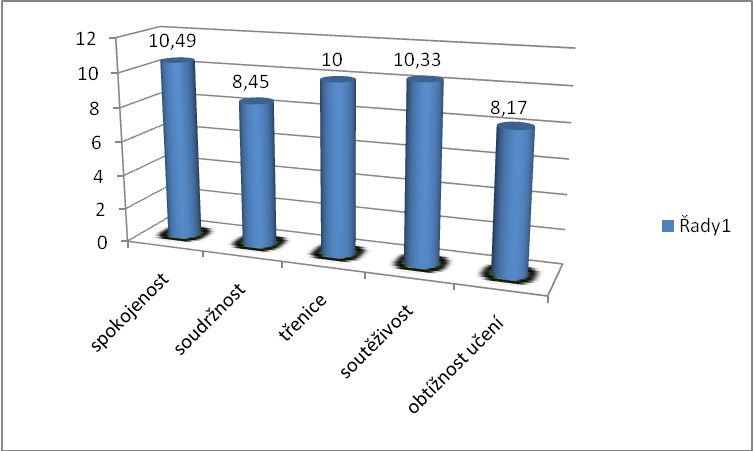 12
10
8
6
4
2
0
10,49
8,45
10
10,33
8,17
spokojenost
soudržnost
třenice
soutěživost
obtížnost učení
Řady1